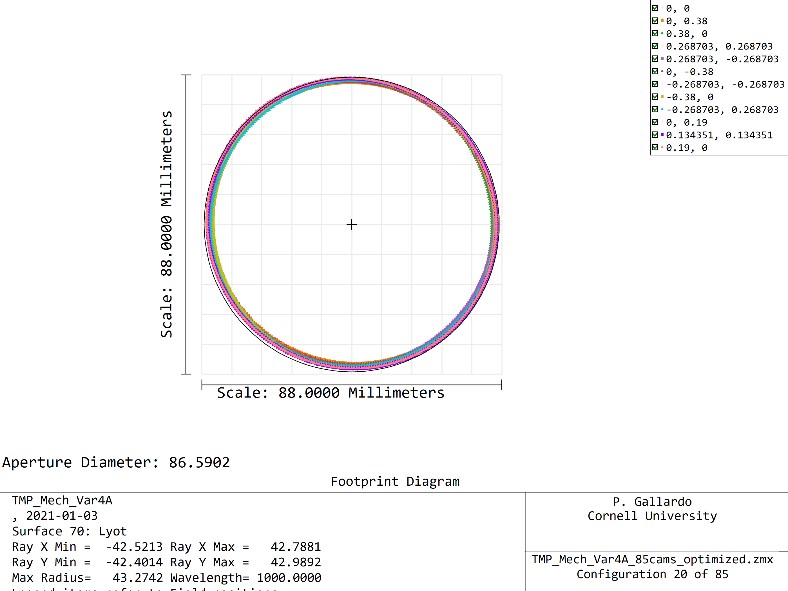 0, 0
0, 0.38
0.38, 0
0.268703, 0.268703
0.268703, -0.268703
0, -0.38
-0.268703, -0.268703
-0.38, 0
-0.268703, 0.268703
0, 0.19
0.134351, 0.134351
0.19, 0
Scale: 88.0000 Millimeters
Scale: 88.0000 Millimeters
Aperture Diameter: 86.5902
Footprint Diagram
TMP_Mech_Var4A
, 2021-01-03
Surface 70: Lyot
Ray X Min = -42.5213 Ray X Max = 42.7881
Ray Y Min = -42.4014 Ray Y Max = 42.9892
Max Radius= 43.2742 Wavelength= 1000.0000
P. Gallardo
Cornell University
TMP_Mech_Var4A_85cams_optimized.zmx
Configuration 20 of 85